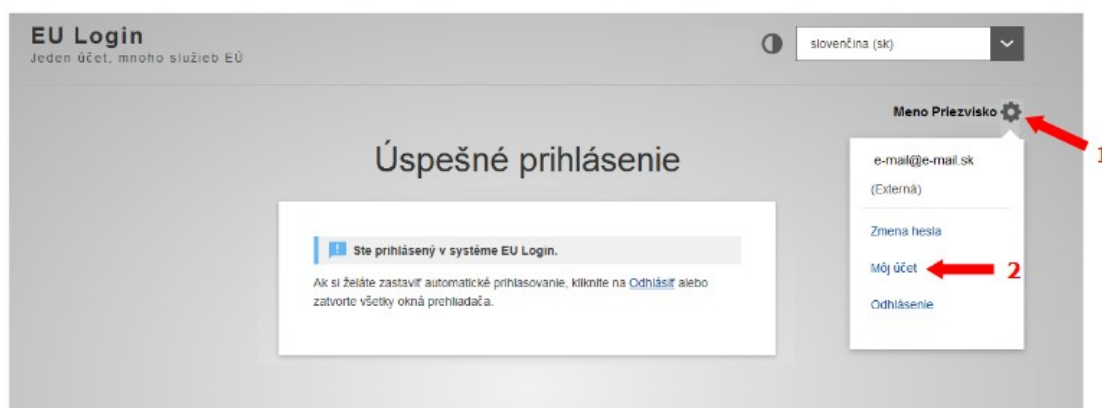 EU Login
Jeden účet, mnoho služieb EÚ
slovenčina (sk)
Meno Priezvisko
1
Úspešné prihlásenie
e-mail@e-mail.sk
(Externá)
Ste prihlásený v systéme EU Login.
Zmena hesla
Ak si želáte zastaviť automatické prihlasovanie, kliknite na Odhlásiť alebo
zatvorte všetky okná prehliadača.
Môj účet
2
Odhlásenie